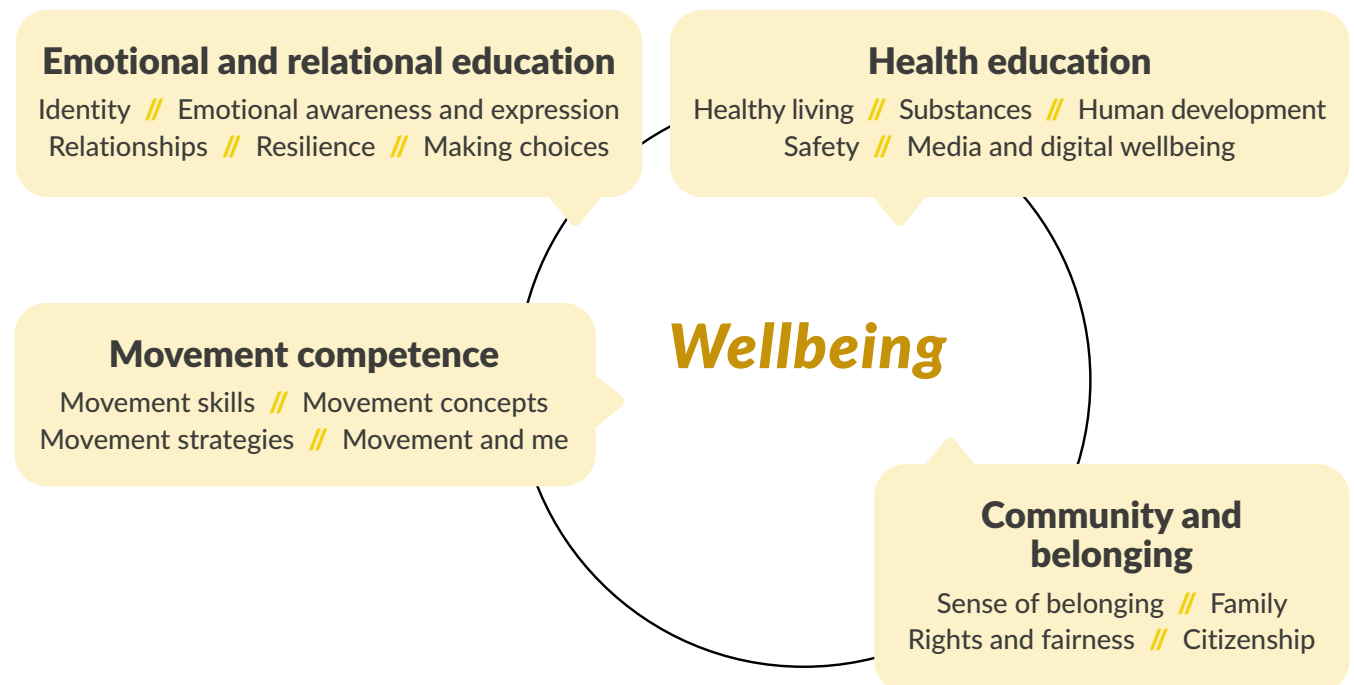 Emotional and relational education
Identity // Emotional awareness and expression
Relationships // Resilience // Making choices
Health education
Healthy living // Substances // Human development
Safety // Media and digital wellbeing
Wellbeing
Movement competence
Movement skills // Movement concepts
Movement strategies // Movement and me
Community and
belonging
Sense of belonging // Family
Rights and fairness // Citizenship